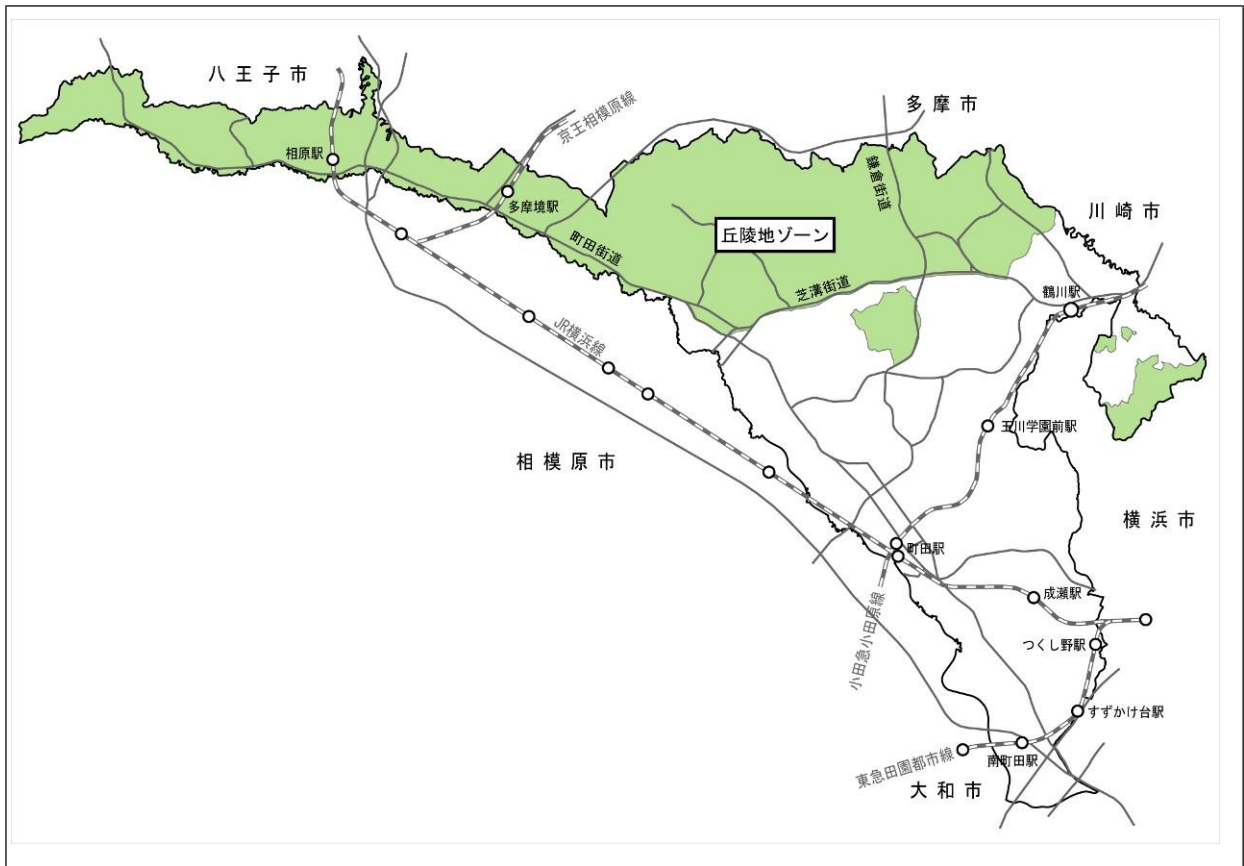 八王子市
多摩市
京王相模原線
鎌倉街道
相原駅
多摩境駅
川崎市
丘陵地ゾーン
町田街道
芝溝街道
鶴川駅
JR横浜線
玉川学園前駅
相模原市
横浜市
町田駅
成瀬駅
小田急小田原線
つくし野駅
すずかけ台駅
東急田園都市線
南町田駅
大和市